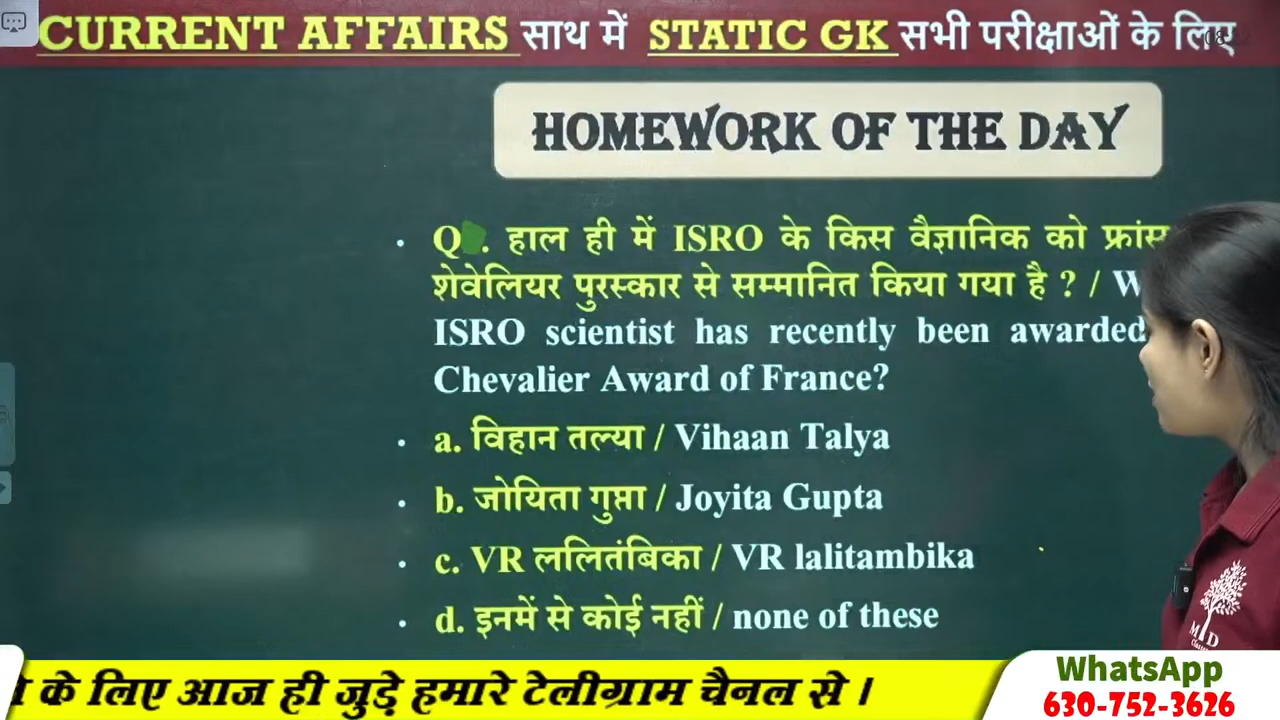 CURRENT AFFAIRS साथ में STATIC GK सभी परीक्षाओं के लिए
HOMEWORK OF THE DAY
Q . हाल ही में ISRO के किस वैज्ञानिक को फ्रांस
शेवेलियर पुरस्कार से सम्मानित किया गया है ? /
ISRO scientist has recently been awarded
Chevalier Award of France?
a. विहान तल्या / Vihaan Talya
b. जोयिता गुप्ता / Joyita Gupta
c. VR ललितंबिका / VR lalitambika
d. इनमें से कोई नहीं / none of these
के लिए आज ही जुड़े हमारे टेलीग्राम चैनल से ।
WhatsApp
630-752-3626